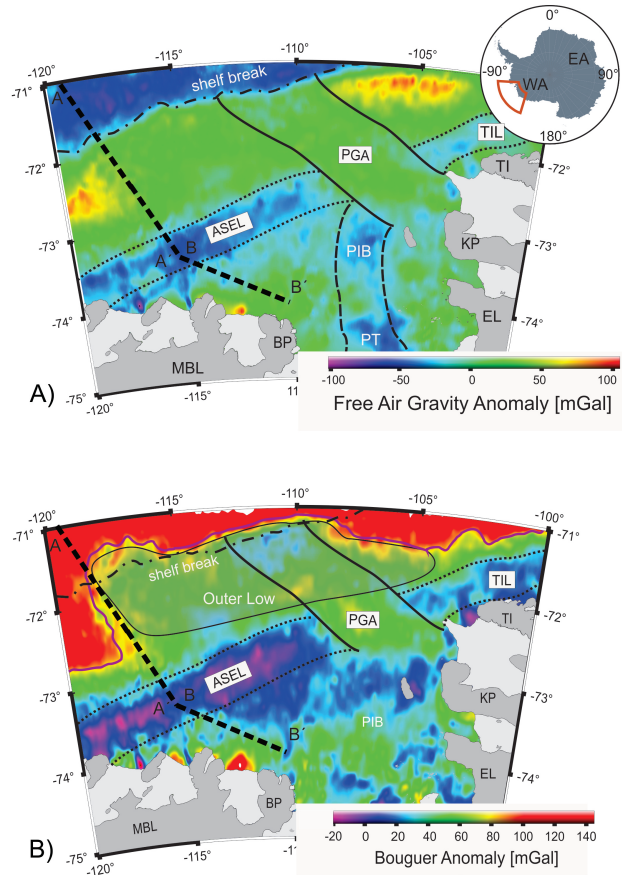 A)
-120°
-115°
-110°
-105°
0°
EA
-90°
90°
WA
180°
-71°
A
shelf break
TIL
PGA
TI
-72°
-72°
ASEL
KP
-73°
A´
B
PIB
-73°
B´
EL
-74°
BP
PT
-74°
MBL
-75°
-120°
-115°
-100
-50
0
50
100
Free Air Gravity Anomaly [mGal]
B)
-120°
-115°
-110°
-105°
-100°
-71°
A
-71°
shelf break
TIL
Outer Low
-72°
PGA
TI
-72°
ASEL
KP
-73°
A´
B
PIB
-73°
B´
EL
-74°
BP
-74°
MBL
-75°
-120°
-115°
-20
0
20
40
60
80
100
120
140
Bouguer Anomaly [mGal]